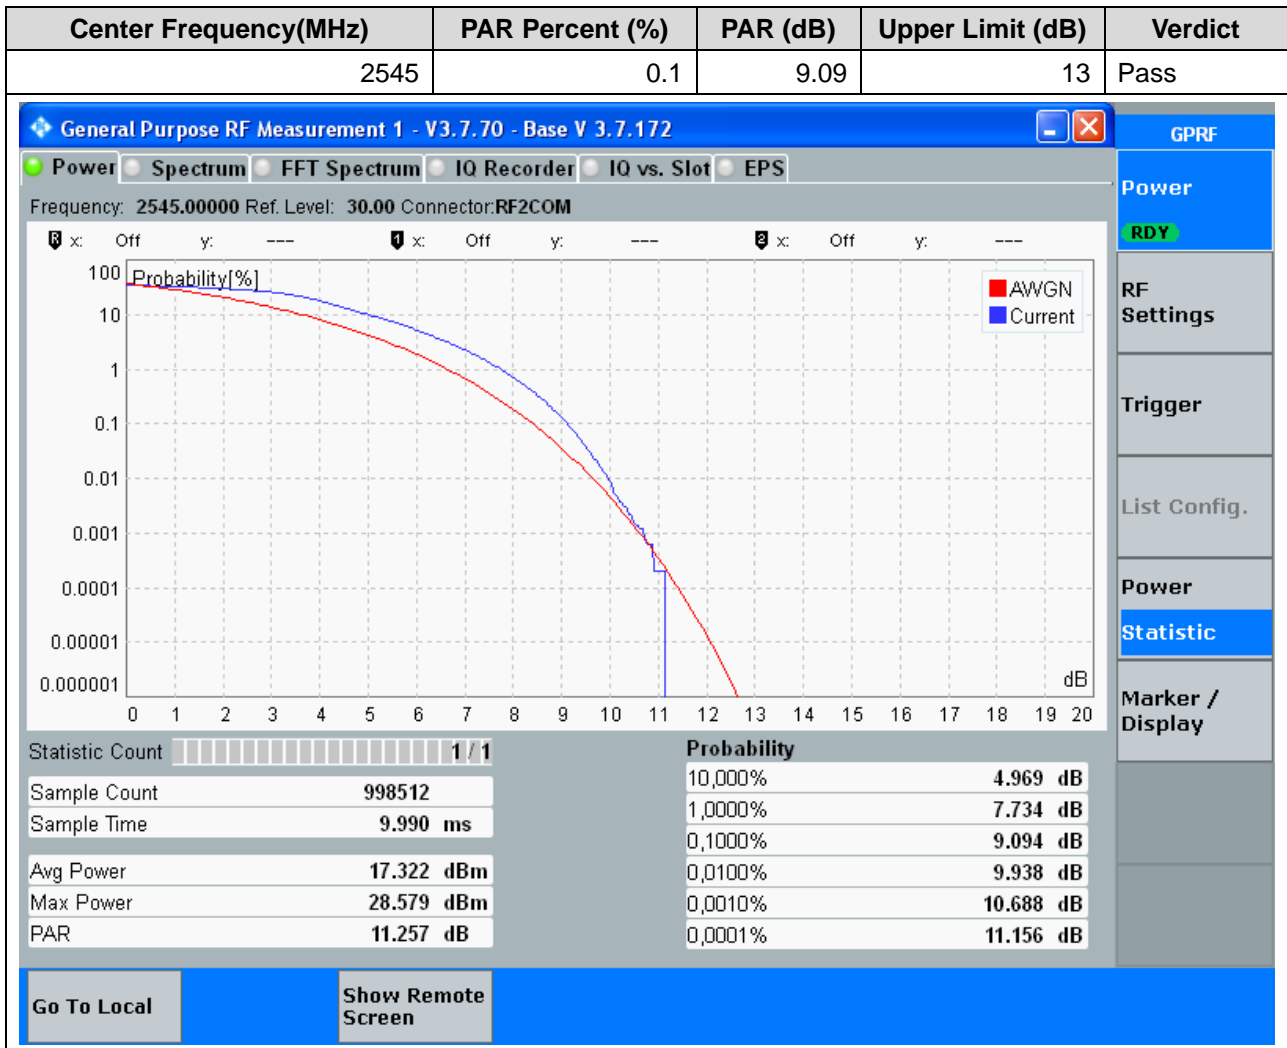 Center Frequency(MHz) PAR Percent (%) PAR (dB) Upper Limit (dB) Verdict
2545 0.1 9.09 13 Pass
General Purpose RF Measurement 1 - V3.7.70 - Base V 3.7.172
GPRF
Power Spectrum FFT Spectrum IQ Recorder IQ vs. Slot EPS
Power
RDY
Frequency: 2545.00000 Ref. Level: 30.00 Connector:RF2COM
R x: Off y: --- 1 x: Off y: --- 2 x: Off y: ---
Probability[%]
AWGN
Current
100
10
1
0.1
0.01
0.001
0.0001
0.00001
0.000001
dB
0 1 2 3 4 5 6 7 8 9 10 11 12 13 14 15 16 17 18 19 20
RF
Settings
Trigger
List Config.
Power
Statistic
Marker /
Display
Statistic Count 1 / 1
Sample Count 998512
Sample Time 9.990 ms
Avg Power 17.322 dBm
Max Power 28.579 dBm
PAR 11.257 dB
Probability
10,000% 4.969 dB
1,0000% 7.734 dB
0,1000% 9.094 dB
0,0100% 9.938 dB
0,0010% 10.688 dB
0,0001% 11.156 dB
Go To Local
Show Remote
Screen